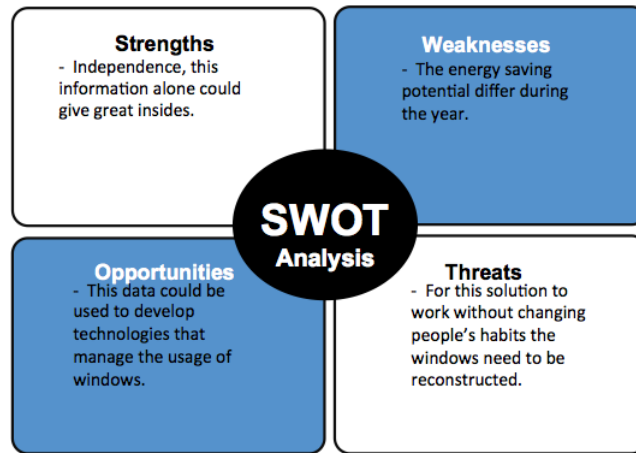 Strengths
- Independence, this
information alone could
give great insides.
Weaknesses
- The energy saving
potential differ during
the year.
SWOT
Analysis
Opportunities
- This data could be
used to develop
technologies that
manage the usage of
windows.
Threats
- For this solution to
work without changing
people's habits the
windows need to be
reconstructed.